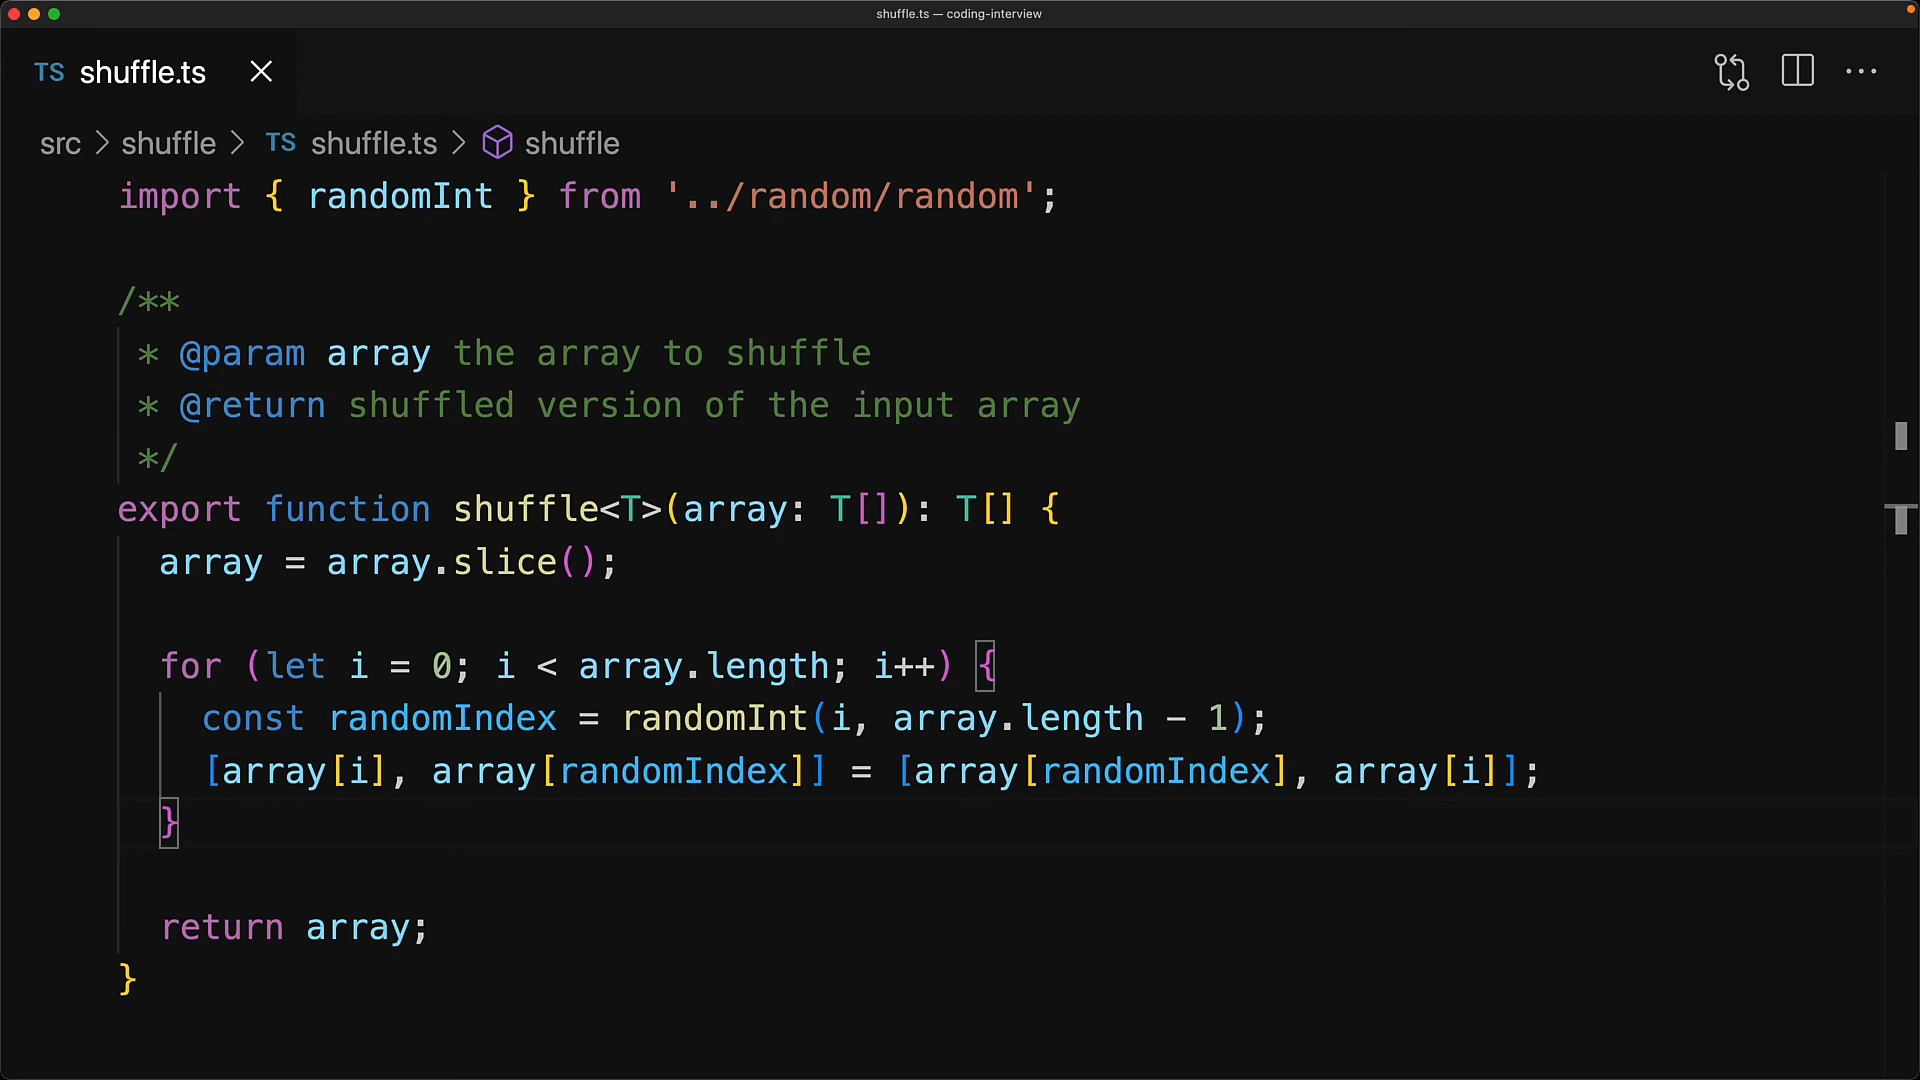 shuffle.ts — coding-interview
TS shuffle.ts
src > shuffle > TS shuffle.ts > shuffle
import { randomInt } from '../random/random';
/**
* @param array the array to shuffle
* @return shuffled version of the input array
*/
export function shuffle<T>(array: T[]): T[] {
array = array.slice();
for (let i = 0; i < array.length; i++) {
const randomIndex = randomInt(i, array.length - 1);
[array[i], array[randomIndex]] = [array[randomIndex], array[i]];
}
return array;
}